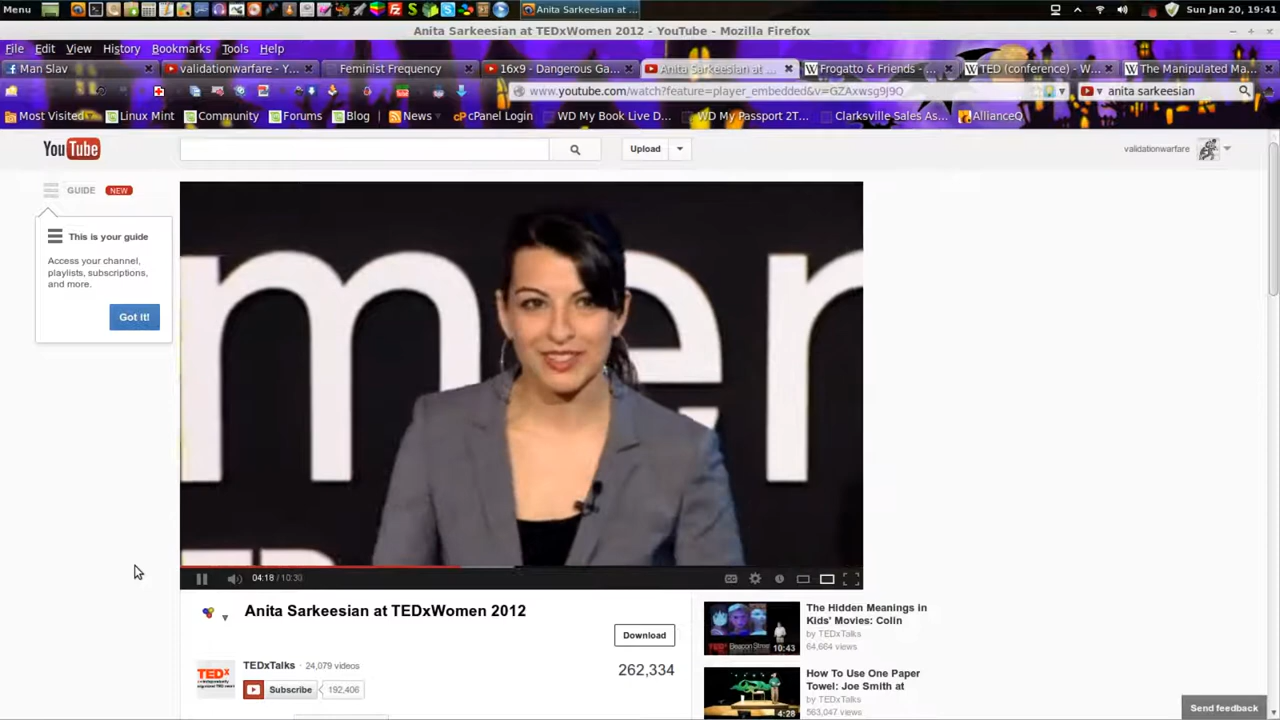 Menu
Anita Sarkeesian at ...
Sun Jan 20, 19:41
Anita Sarkeesian at TEDxWomen 2012 - YouTube - Mozilla Firefox
File Edit View History Bookmarks Tools Help
Man Slav
validationwarfare - Y...
Feminist Frequency
16x9 - Dangerous Ga...
Anita Sarkeesian at ...
Frogatto & Friends - ...
TED (conference) - W...
The Manipulated Ma...
www.youtube.com/watch?feature=player_embedded&v=GZAxwsg9J9Q
anita sarkeesian
Most Visited
Linux Mint
Community
Forums
Blog
News
cPanel Login
WD My Book Live D...
WD My Passport 2T...
Clarksville Sales As...
AllianceQ
YouTube
Upload
validationwarfare
GUIDE NEW
This is your guide
Access your channel,
playlists, subscriptions,
and more.
Got it!
men
04:18 / 10:30
Anita Sarkeesian at TEDxWomen 2012
Download
TEDxTalks · 24,079 videos
Subscribe 192,406
262,334
The Hidden Meanings in
Kids' Movies: Colin
by TEDxTalks
64,664 views
10:43
How To Use One Paper
Towel: Joe Smith at
by TEDxTalks
563,047 views
4:28
Send feedback